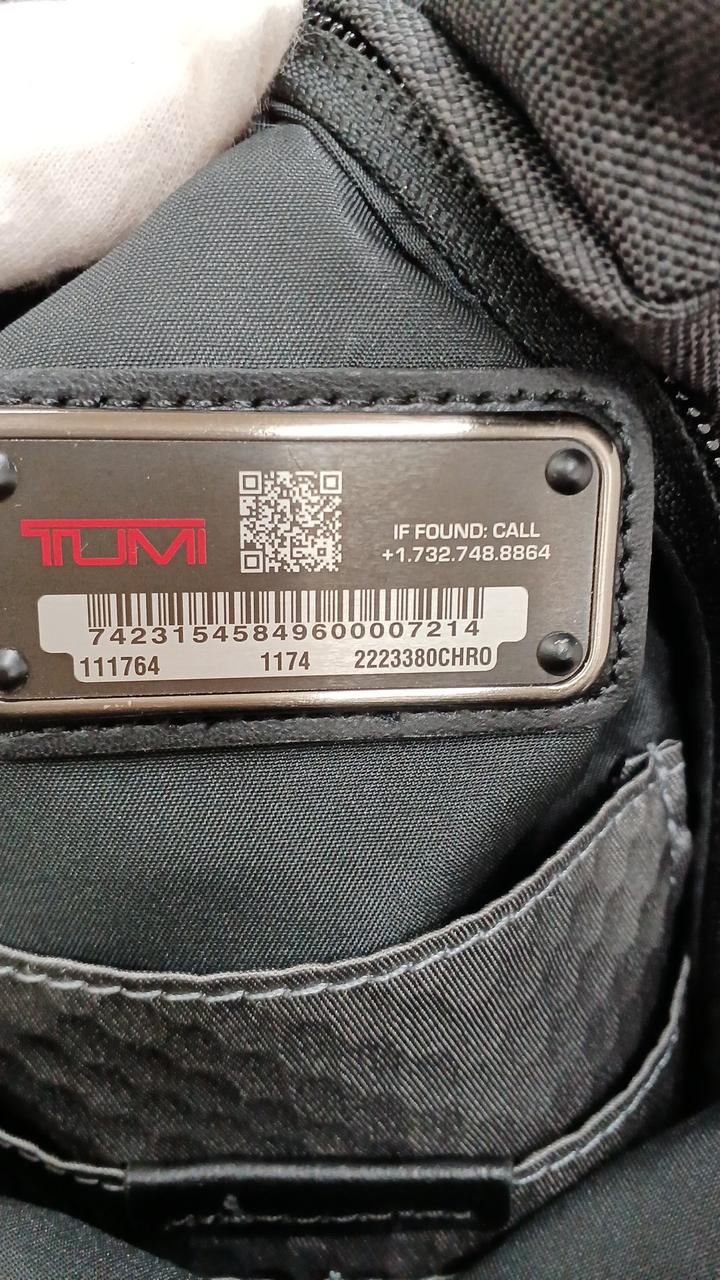 TUMI
IF FOUND: CALL
+1.732.748.8864
74231545849600007214
111764 1174 2223380CHRO